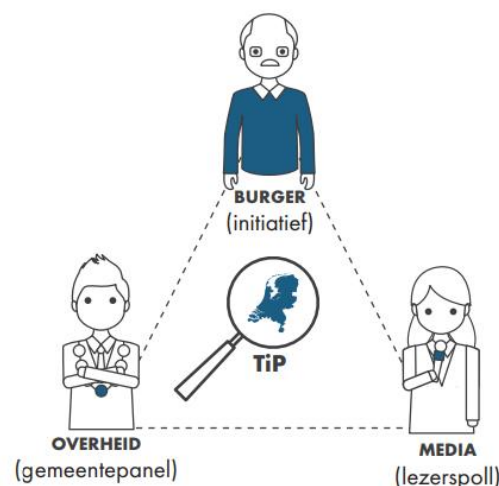 BURGER
(initiatief)
TiP
OVERHEID
(gemeentepanel)
MEDIA
(lezerspoll)